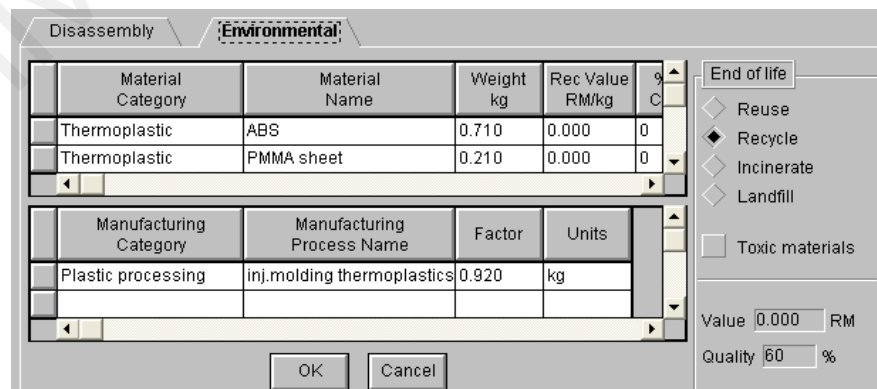 Disassembly Environmental
Material Category Material Name Weight kg Rec Value RM/kg % C
Thermoplastic ABS 0.710 0.000 0
Thermoplastic PMMA sheet 0.210 0.000 0
Manufacturing Category Manufacturing Process Name Factor Units
Plastic processing inj.molding thermoplastics 0.920 kg
End of life
Reuse
Recycle
Incinerate
Landfill
Toxic materials
Value 0.000 RM
Quality 60 %
OK Cancel